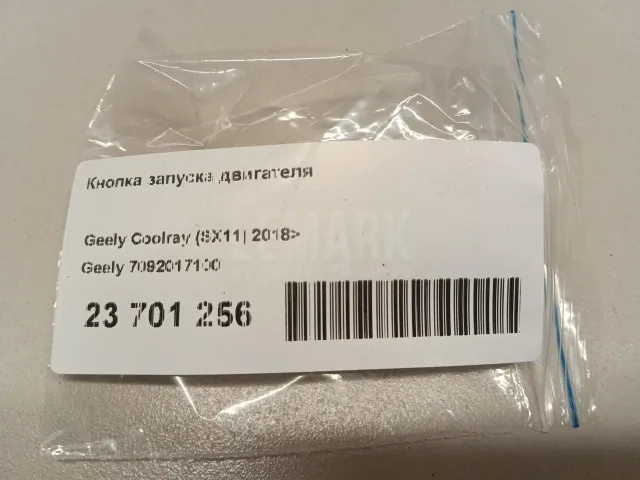 Кнопка запуска двигателя
Geely Coolray (SX11) 2018>
Geely 7092017100
23 701 256